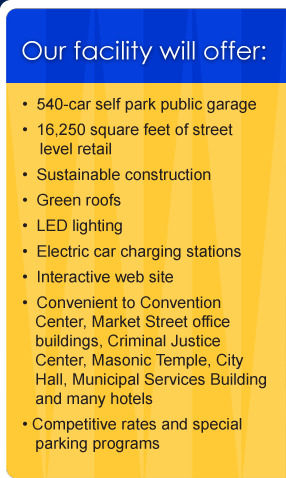 Our facility will offer:
• 540-car self park public garage
• 16,250 square feet of street
level retail
• Sustainable construction
• Green roofs
• LED lighting
• Electric car charging stations
• Interactive web site
• Convenient to Convention
Center, Market Street office
buildings, Criminal Justice
Center, Masonic Temple, City
Hall, Municipal Services Building
and many hotels
• Competitive rates and special
parking programs